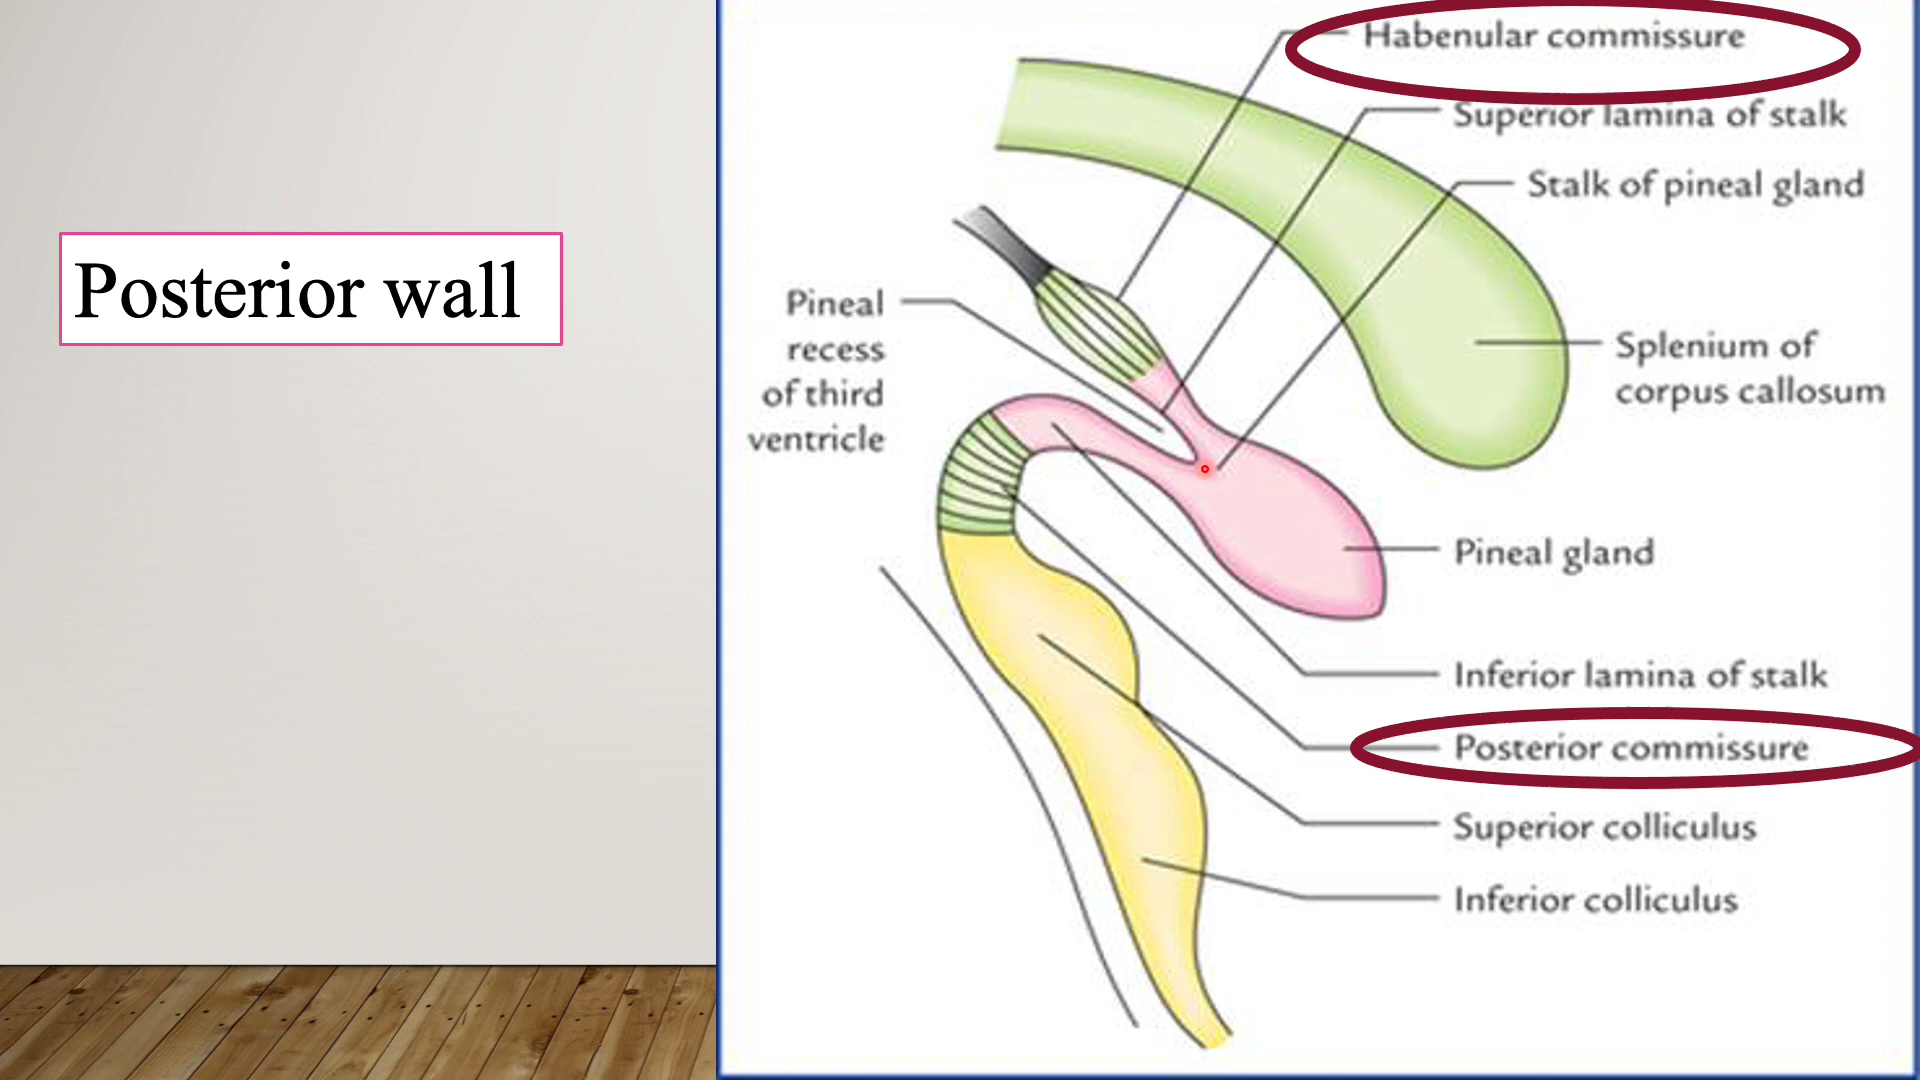 Posterior wall
Habenular commissure
Superior lamina of stalk
Stalk of pineal gland
Pineal
recess
of third
ventricle
Splenium of
corpus callosum
Pineal gland
Inferior lamina of stalk
Posterior commissure
Superior colliculus
Inferior colliculus